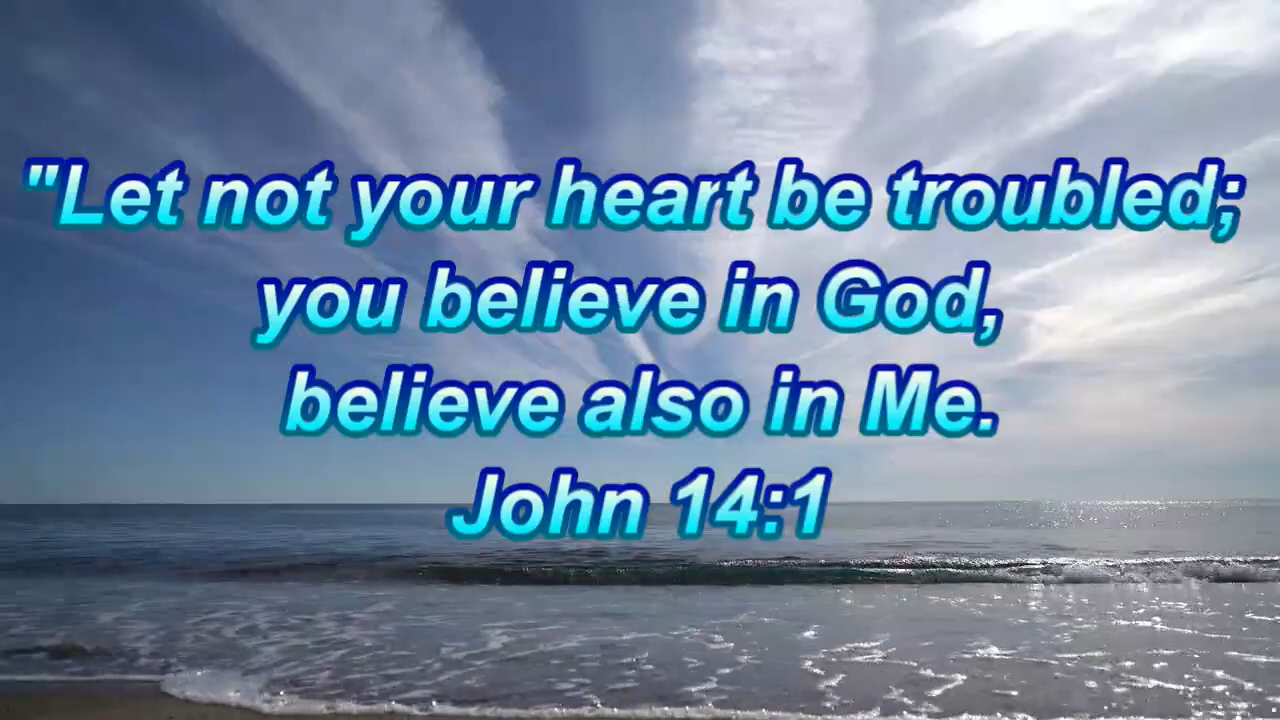 "Let not your heart be troubled;
you believe in God,
believe also in Me.
John 14:1